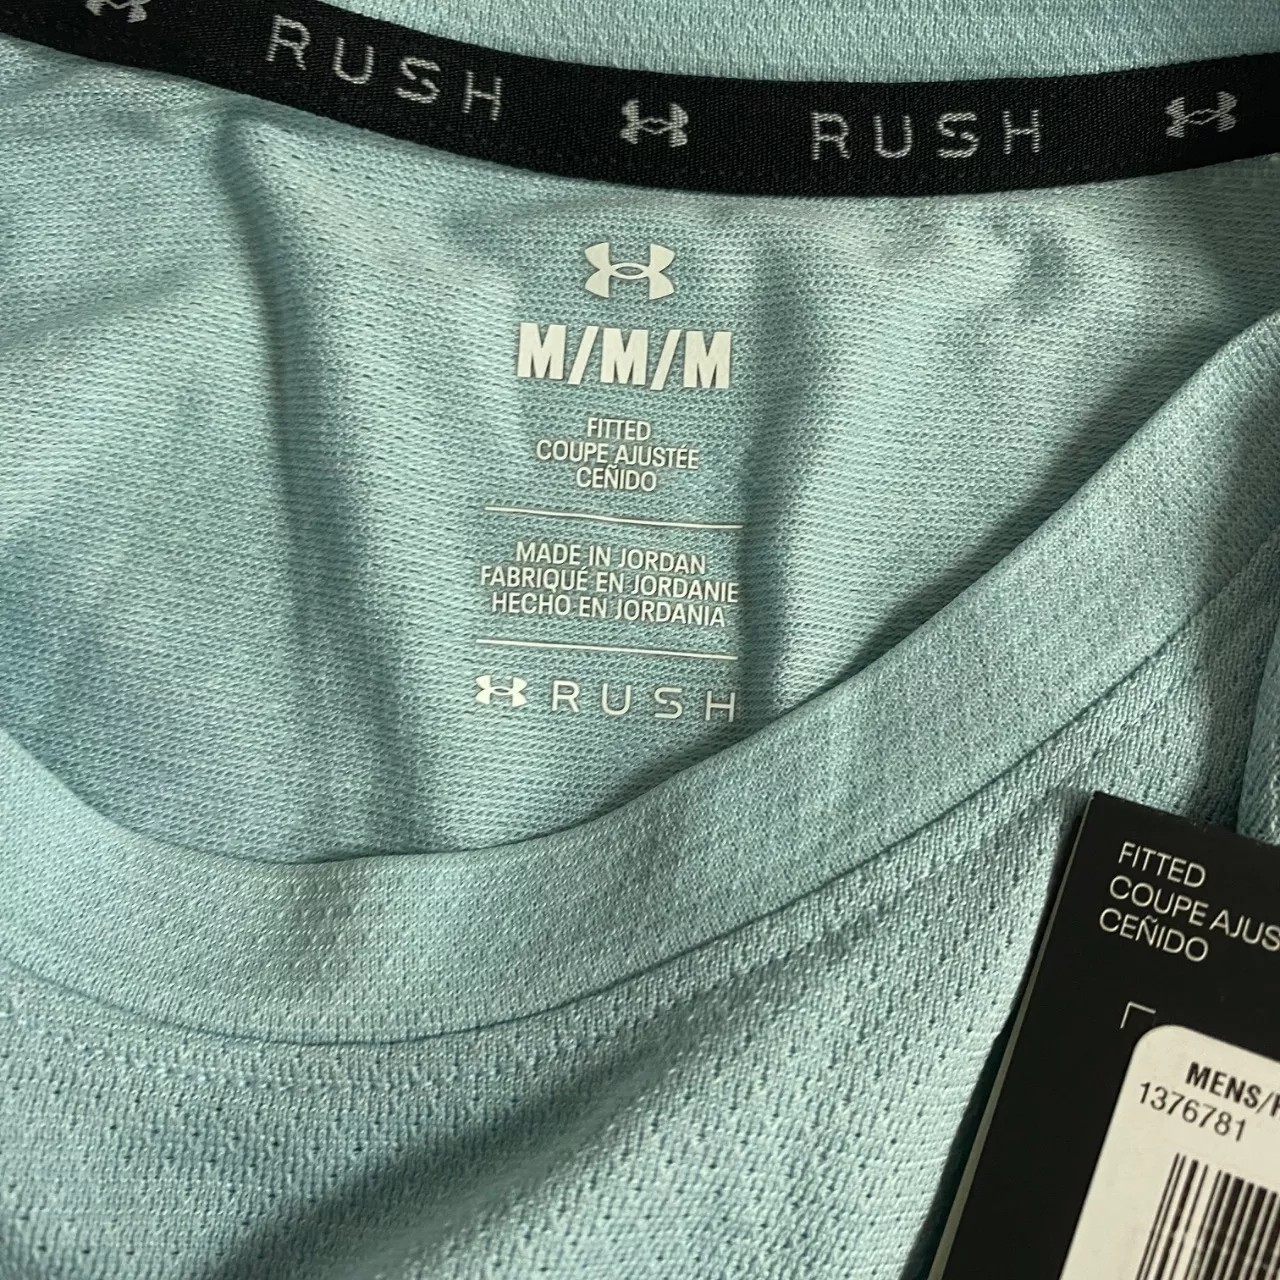 RUSH RUSH
M/M/M
FITTED
COUPE AJUSTÉE
CEÑIDO
MADE IN JORDAN
FABRIQUÉ EN JORDANIE
HECHO EN JORDANIA
RUSH
FITTED
COUPE AJUS
CEÑIDO
MENS/
1376781